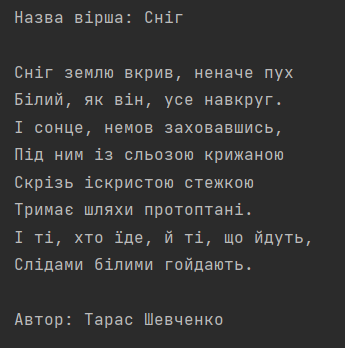 Назва вірша: Сніг
Сніг землю вкрив, неначе пух
Білий, як він, усе навкруг.
І сонце, немов заховавшись,
Під ним із сльозою крижаною
Скрізь іскристою стежкою
Тримає шляхи протоптані.
І ті, хто їде, й ті, що йдуть,
Слідами білими гойдають.
Автор: Тарас Шевченко